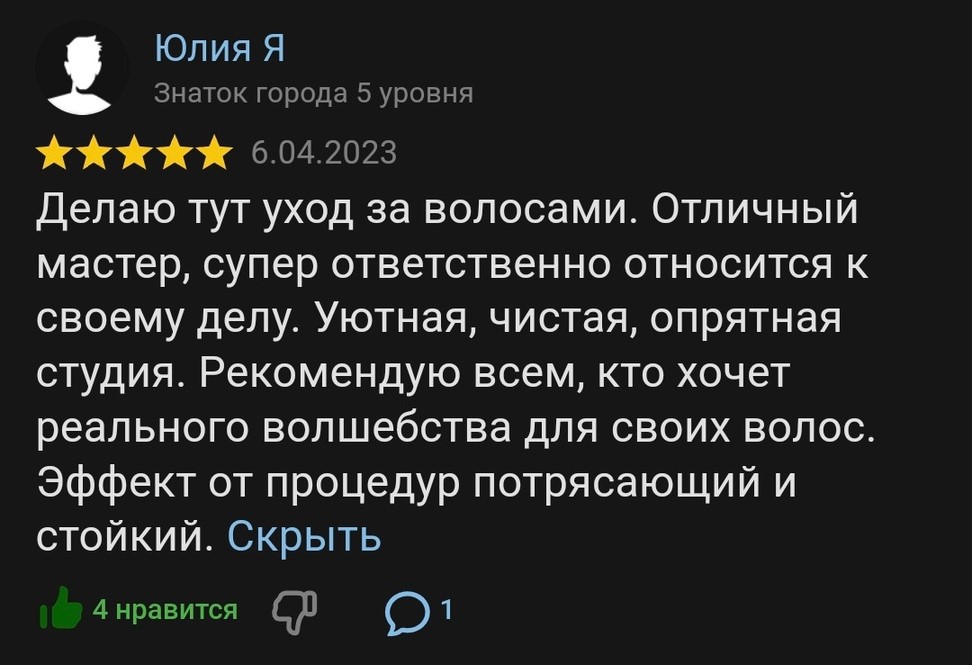 Юлия Я
Знаток города 5 уровня
6.04.2023
Делаю тут уход за волосами. Отличный
мастер, супер ответственно относится к
своему делу. Уютная, чистая, опрятная
студия. Рекомендую всем, кто хочет
реального волшебства для своих волос.
Эффект от процедур потрясающий и
стойкий. Скрыть
4 нравится 1